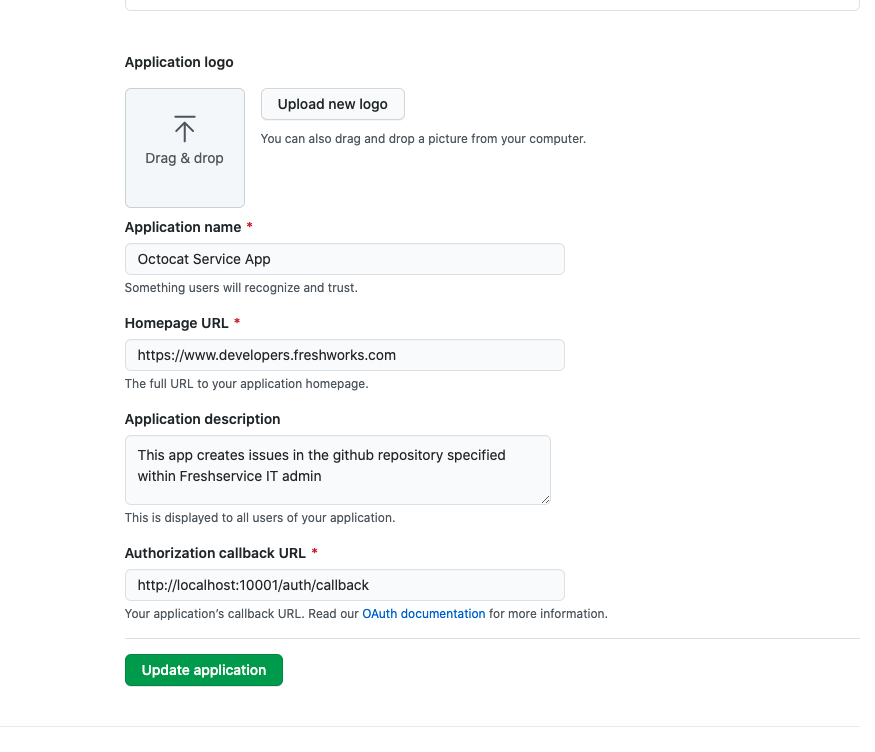 Application logo
Upload new logo
You can also drag and drop a picture from your computer.
Drag & drop
Application name *
Octocat Service App
Something users will recognize and trust.
Homepage URL *
https://www.developers.freshworks.com
The full URL to your application homepage.
Application description
This app creates issues in the github repository specified
within Freshservice IT admin
This is displayed to all users of your application.
Authorization callback URL *
http://localhost:10001/auth/callback
Your application’s callback URL. Read our OAuth documentation for more information.
Update application